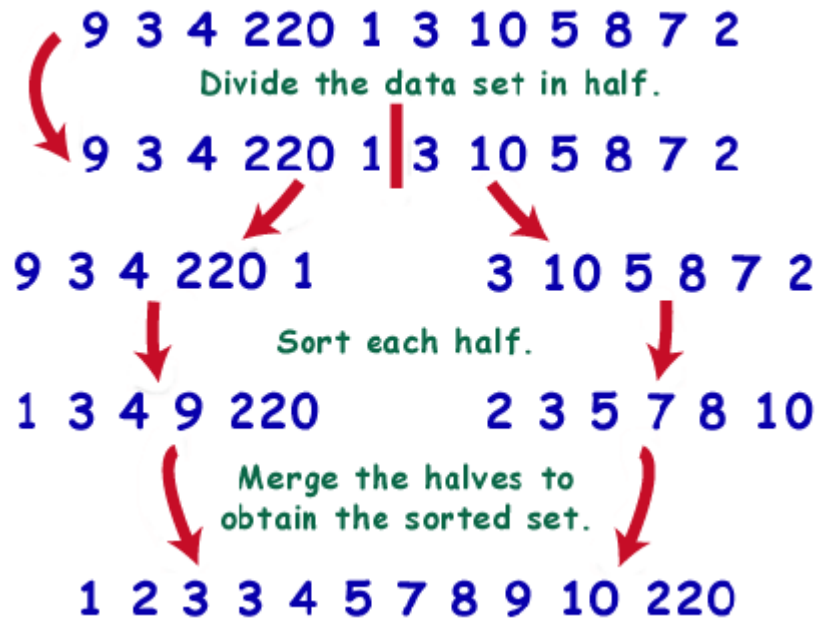 9 3 4 220 1 3 10 5 8 7 2
Divide the data set in half.
9 3 4 220 1 3 10 5 8 7 2
9 3 4 220 1
3 10 5 8 7 2
Sort each half.
1 3 4 9 220
2 3 5 7 8 10
Merge the halves to
obtain the sorted set.
1 2 3 3 4 5 7 8 9 10 220